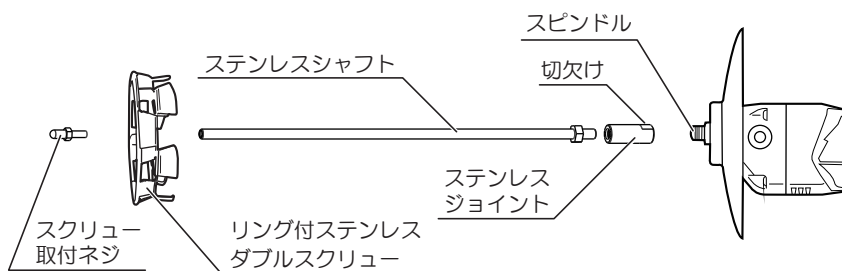 スピンドル
ステンレスシャフト
切欠け
ステンレス
ジョイント
スクリュー
取付ネジ
リング付ステンレス
ダブルスクリュー